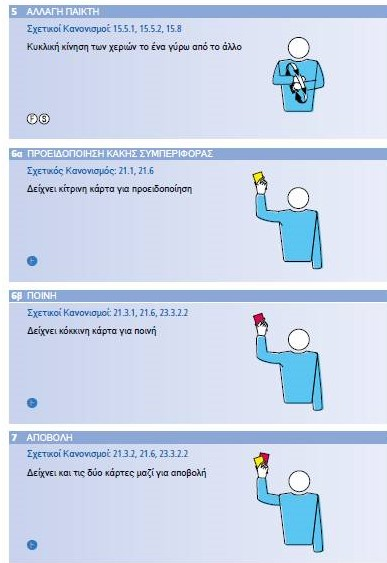 5 ΑΛΛΑΓΗ ΠΑΙΚΤΗ
Σχετικοί Κανονισμοί: 15.5.1, 15.5.2, 15.8
Κυκλική κίνηση των χεριών το ένα γύρω από το άλλο
F S
6α ΠΡΟΕΙΔΟΠΟΙΗΣΗ ΚΑΚΗΣ ΣΥΜΠΕΡΙΦΟΡΑΣ
Σχετικός Κανονισμός: 21.1, 21.6
Δείχνει κίτρινη κάρτα για προειδοποίηση
F
6β ΠΟΙΝΗ
Σχετικοί Κανονισμοί: 21.3.1, 21.6, 23.3.2.2
Δείχνει κόκκινη κάρτα για ποινή
F
7 ΑΠΟΒΟΛΗ
Σχετικοί Κανονισμοί: 21.3.2, 21.6, 23.3.2.2
Δείχνει και τις δύο κάρτες μαζί για αποβολή
F